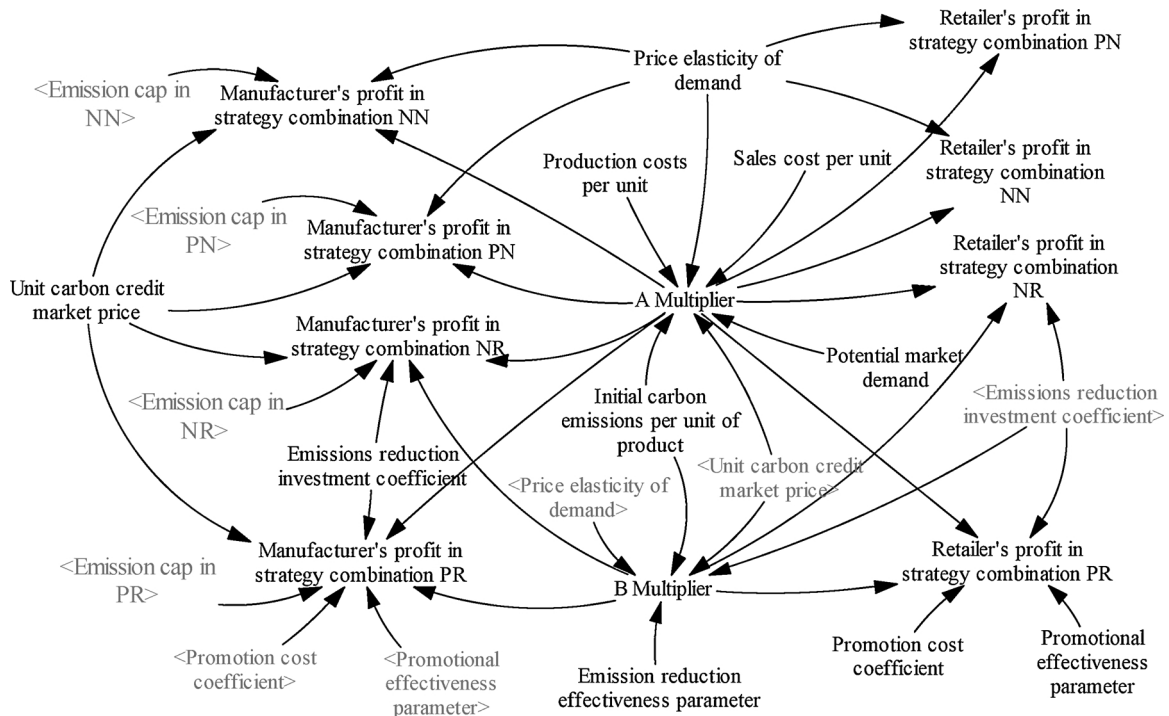 Retailer's profit in
strategy combination PN
Price elasticity of
demand
<Emission cap in
NN>
Manufacturer's profit in
strategy combination NN
Retailer's profit in
strategy combination
NN
Production costs
per unit
Sales cost per unit
<Emission cap in
PN>
Manufacturer's profit in
strategy combination PN
Retailer's profit in
strategy combination
NR
Unit carbon credit
market price
A Multiplier
Manufacturer's profit in
strategy combination NR
Potential market
demand
<Emission cap in
NR>
Initial carbon
emissions per unit of
product
<Emissions reduction
investment coefficient>
Emissions reduction
investment coefficient
<Unit carbon credit
market price>
<Price elasticity of
demand>
Manufacturer's profit in
strategy combination PR
Retailer's profit in
strategy combination PR
<Emission cap in
PR>
B Multiplier
<Promotion cost
coefficient>
<Promotional
effectiveness
parameter>
Emission reduction
effectiveness parameter
Promotion cost
coefficient
Promotional
effectiveness
parameter